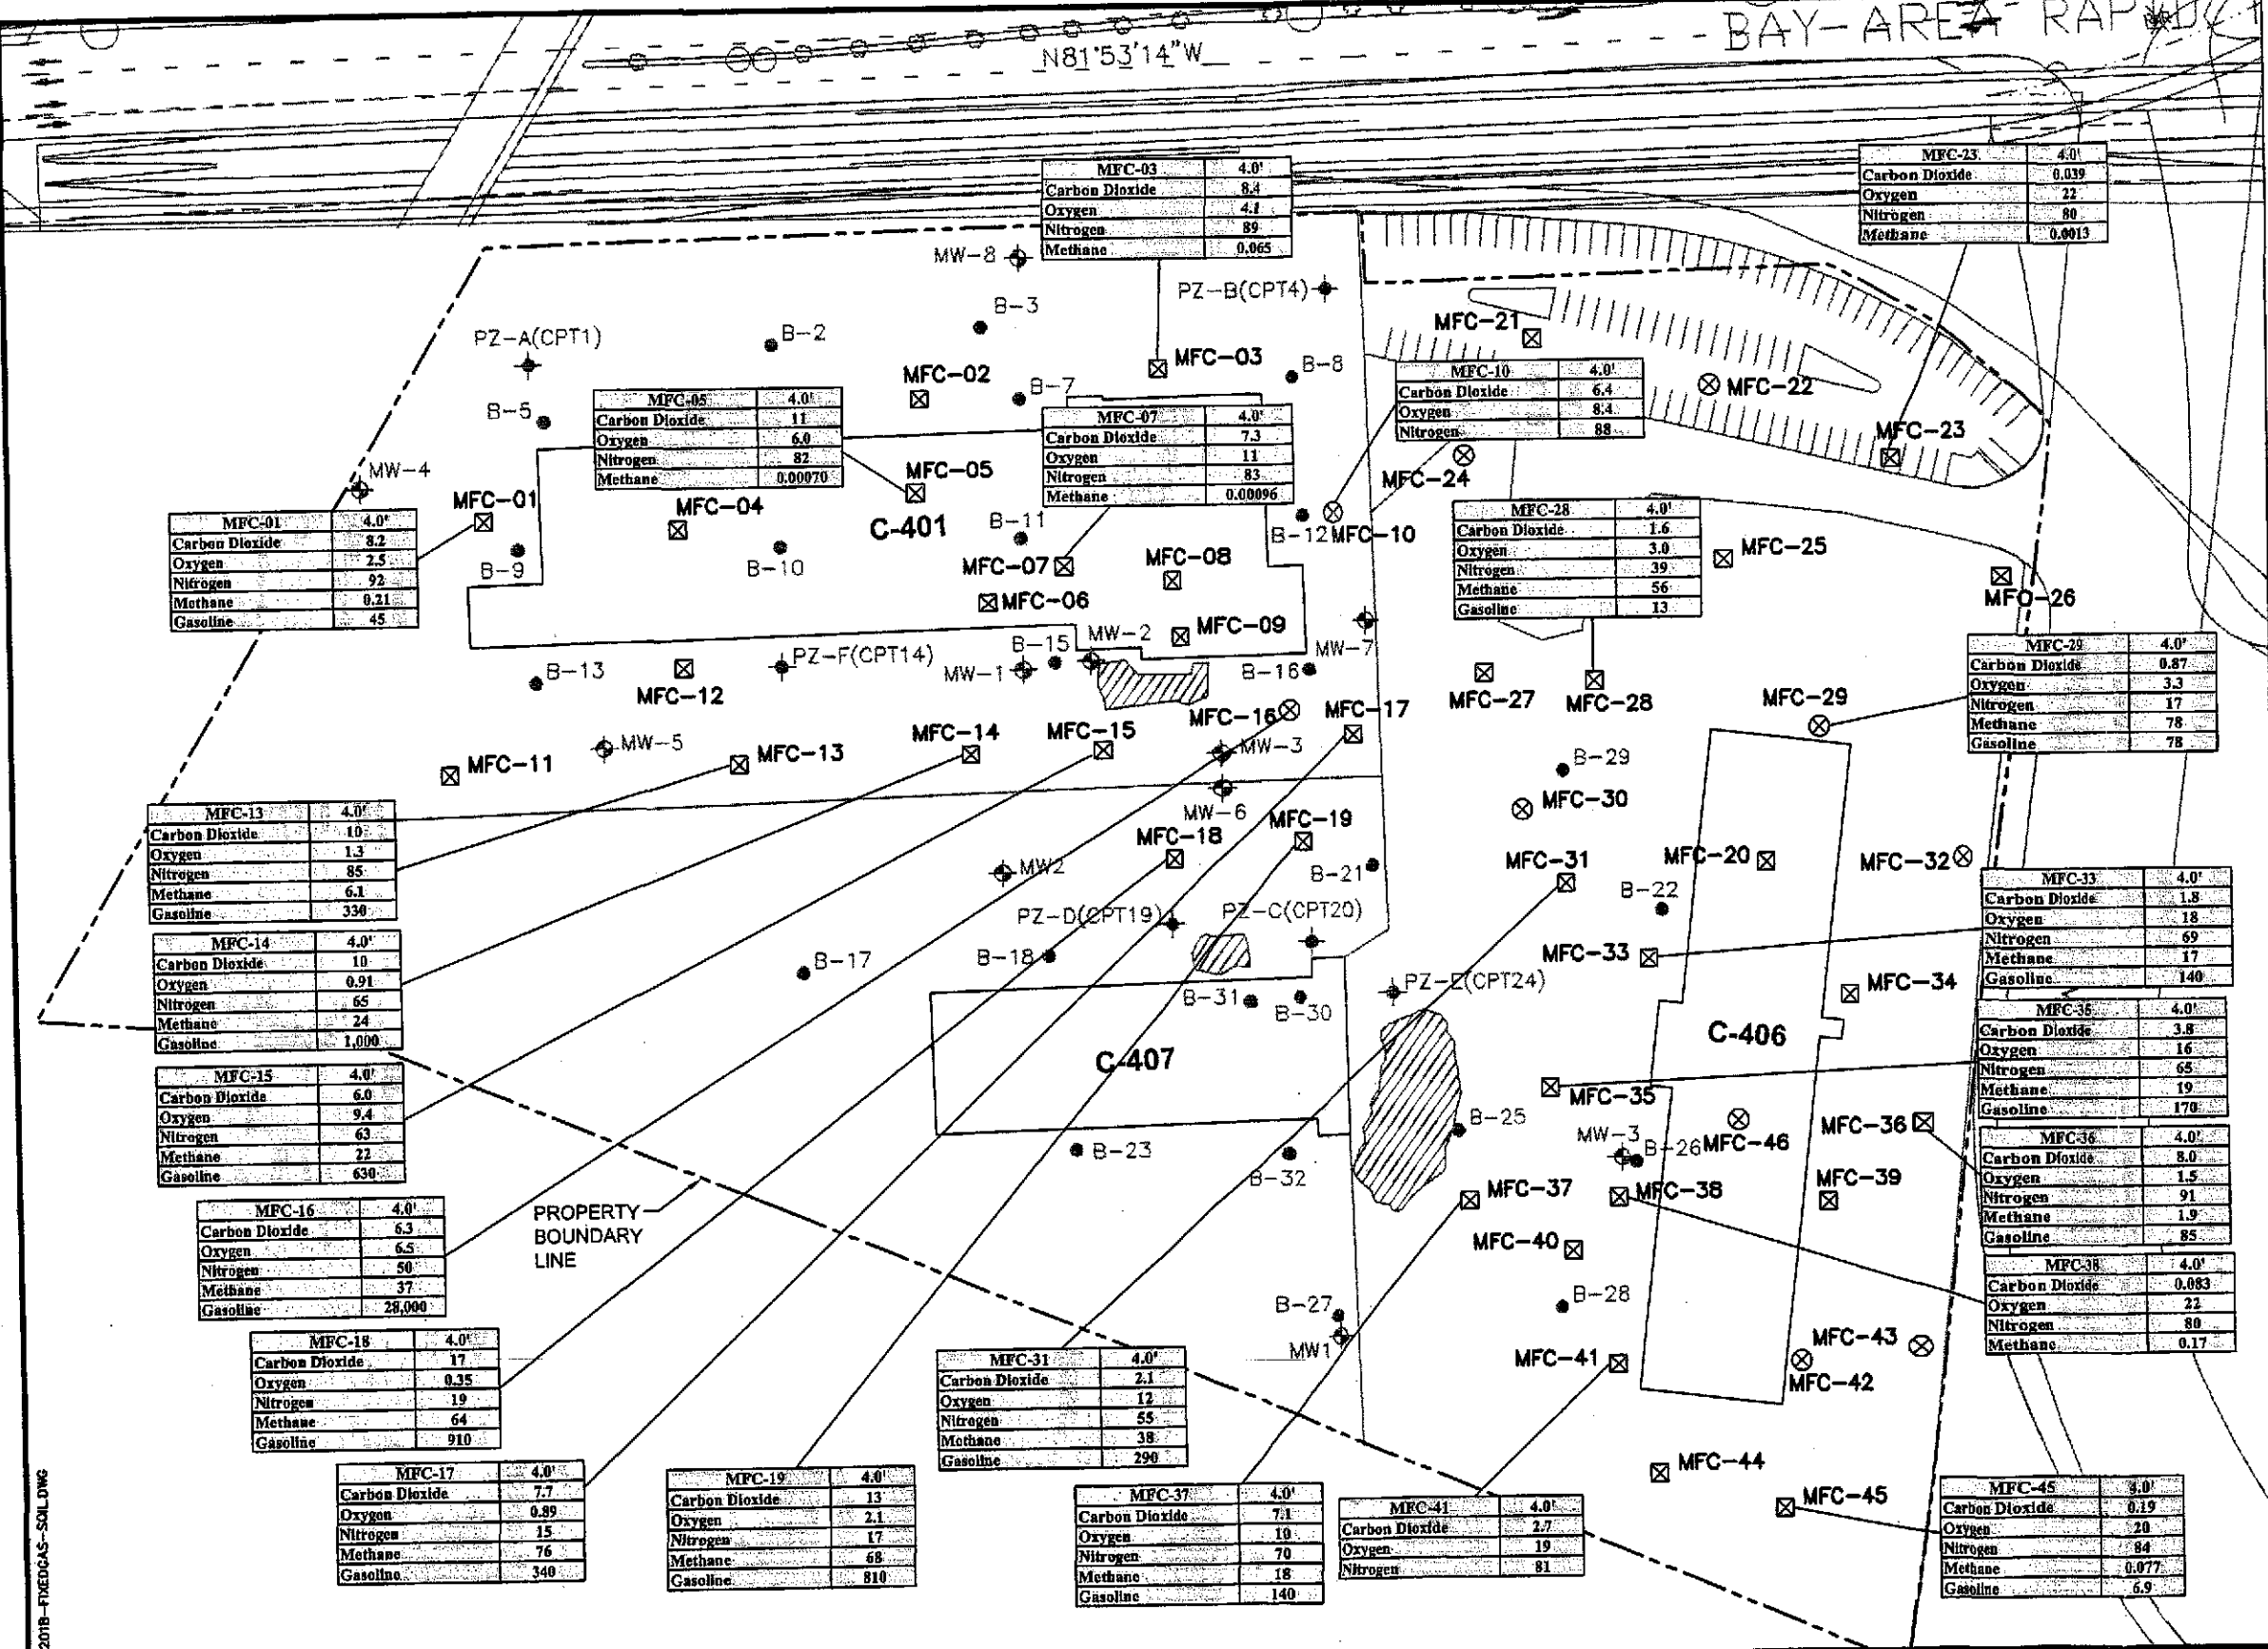 BAY-AREA RAP
N81°53'14"W
MFC-03 4.0'
Carbon Dioxide 8.4
Oxygen 4.1
Nitrogen 89
Methane 0.065
MFC-23 4.0'
Carbon Dioxide 0.039
Oxygen 22
Nitrogen 80
Methane 0.0013
MW-8
PZ-B(CPT4)
B-3
B-2
PZ-A(CPT1)
MFC-21
MFC-02
MFC-03
B-8
B-7
B-5
MFC-22
MFC-23
MFC-05 4.0'
Carbon Dioxide 11
Oxygen 6.0
Nitrogen 82
Methane 0.00070
MFC-07 4.0'
Carbon Dioxide 7.3
Oxygen 11
Nitrogen 83
Methane 0.00096
MFC-10 4.0'
Carbon Dioxide 6.4
Oxygen 8.4
Nitrogen 88
MW-4
MFC-01
MFC-04
MFC-05
MFC-24
C-401
B-11
B-12
MFC-10
MFC-01 4.0'
Carbon Dioxide 8.2
Oxygen 2.5
Nitrogen 92
Methane 0.21
Gasoline 45
MFC-28 4.0'
Carbon Dioxide 1.6
Oxygen 3.0
Nitrogen 39
Methane 56
Gasoline 13
MFC-25
MFC-26
B-9
B-10
MFC-07
MFC-08
MFC-06
MFC-09
MW-2
B-15
MW-1
PZ-F(CPT14)
B-13
MFC-12
B-16
MW-7
MFC-27
MFC-28
MFC-29
MFC-29 4.0'
Carbon Dioxide 0.87
Oxygen 3.3
Nitrogen 17
Methane 78
Gasoline 78
MFC-11
MW-5
MFC-13
MFC-14
MFC-15
MFC-16
MFC-17
MW-3
MW-6
B-29
MFC-30
MFC-13 4.0'
Carbon Dioxide 10
Oxygen 1.3
Nitrogen 85
Methane 6.1
Gasoline 330
MFC-18
MFC-19
MW2
B-21
MFC-31
B-22
MFC-20
MFC-32
MFC-33 4.0'
Carbon Dioxide 1.8
Oxygen 18
Nitrogen 69
Methane 17
Gasoline 140
PZ-D(CPT19)
PZ-C(CPT20)
MFC-14 4.0'
Carbon Dioxide 10
Oxygen 0.91
Nitrogen 65
Methane 24
Gasoline 1,000
B-17
B-18
B-31
B-30
PZ-E(CPT24)
MFC-33
MFC-34
C-406
C-407
MFC-35 4.0'
Carbon Dioxide 3.8
Oxygen 16
Nitrogen 65
Methane 19
Gasoline 170
MFC-15 4.0'
Carbon Dioxide 6.0
Oxygen 9.4
Nitrogen 63
Methane 22
Gasoline 630
MFC-35
B-23
B-32
B-25
MW-3
B-26
MFC-46
MFC-36
MFC-36 4.0'
Carbon Dioxide 8.0
Oxygen 1.5
Nitrogen 91
Methane 1.9
Gasoline 85
MFC-37
MFC-38
MFC-39
PROPERTY
BOUNDARY
LINE
MFC-16 4.0'
Carbon Dioxide 6.3
Oxygen 6.5
Nitrogen 50
Methane 37
Gasoline 28,000
MFC-40
B-28
B-27
MW1
MFC-38 4.0'
Carbon Dioxide 0.083
Oxygen 22
Nitrogen 80
Methane 0.17
MFC-43
MFC-42
MFC-41
MFC-18 4.0'
Carbon Dioxide 17
Oxygen 0.35
Nitrogen 19
Methane 64
Gasoline 910
MFC-31 4.0'
Carbon Dioxide 2.1
Oxygen 12
Nitrogen 55
Methane 38
Gasoline 290
MFC-44
MFC-45
MFC-17 4.0'
Carbon Dioxide 7.7
Oxygen 0.89
Nitrogen 15
Methane 76
Gasoline 340
MFC-19 4.0'
Carbon Dioxide 13
Oxygen 2.1
Nitrogen 17
Methane 68
Gasoline 810
MFC-37 4.0'
Carbon Dioxide 7.1
Oxygen 10
Nitrogen 70
Methane 18
Gasoline 140
MFC-41 4.0'
Carbon Dioxide 2.7
Oxygen 19
Nitrogen 81
MFC-45
Carbon Dioxide 0.19
Oxygen 20
Nitrogen 84
Methane 0.077
Gasoline 6.9
201B-FIXEDGAS-SOIL.DWG